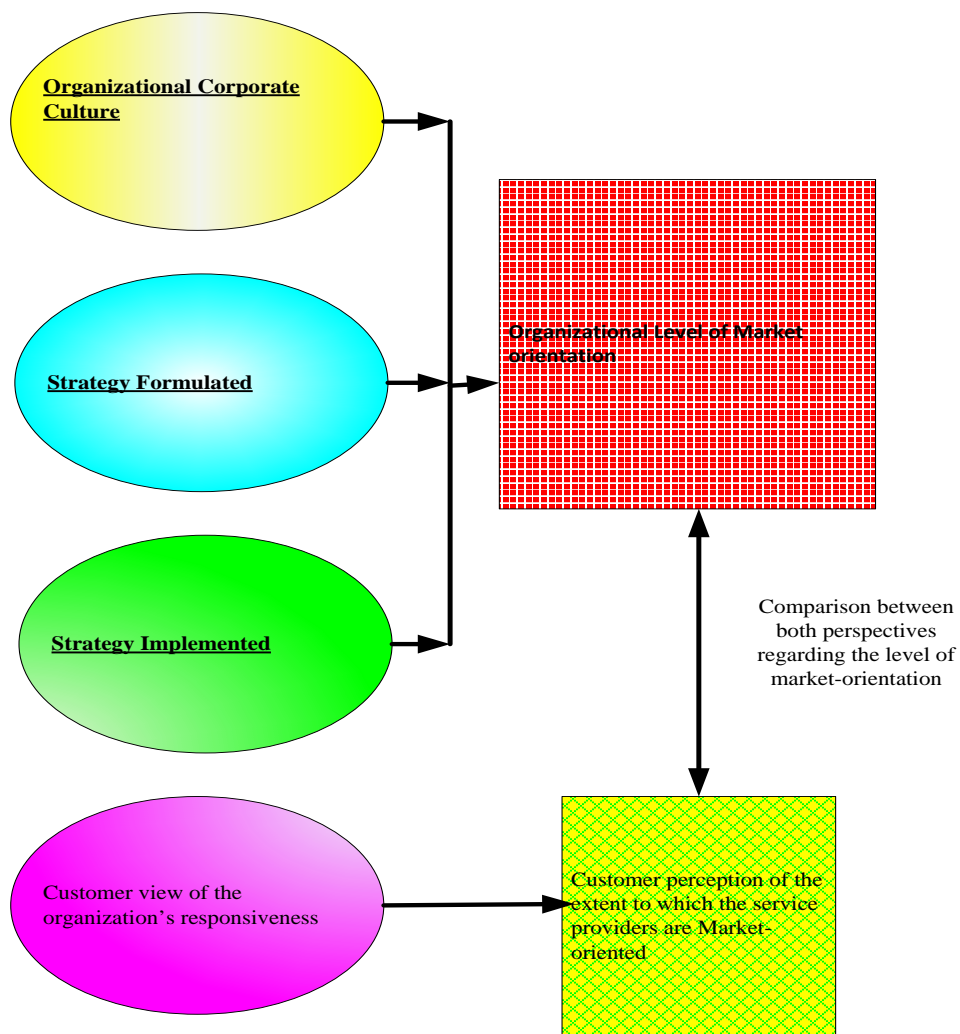 Organizational Corporate
Culture
Organizational Level of Market
orientation
Strategy Formulated
Strategy Implemented
Comparison between
both perspectives
regarding the level of
market-orientation
Customer view of the
organization’s responsiveness
Customer perception of the
extent to which the service
providers are Market-
oriented